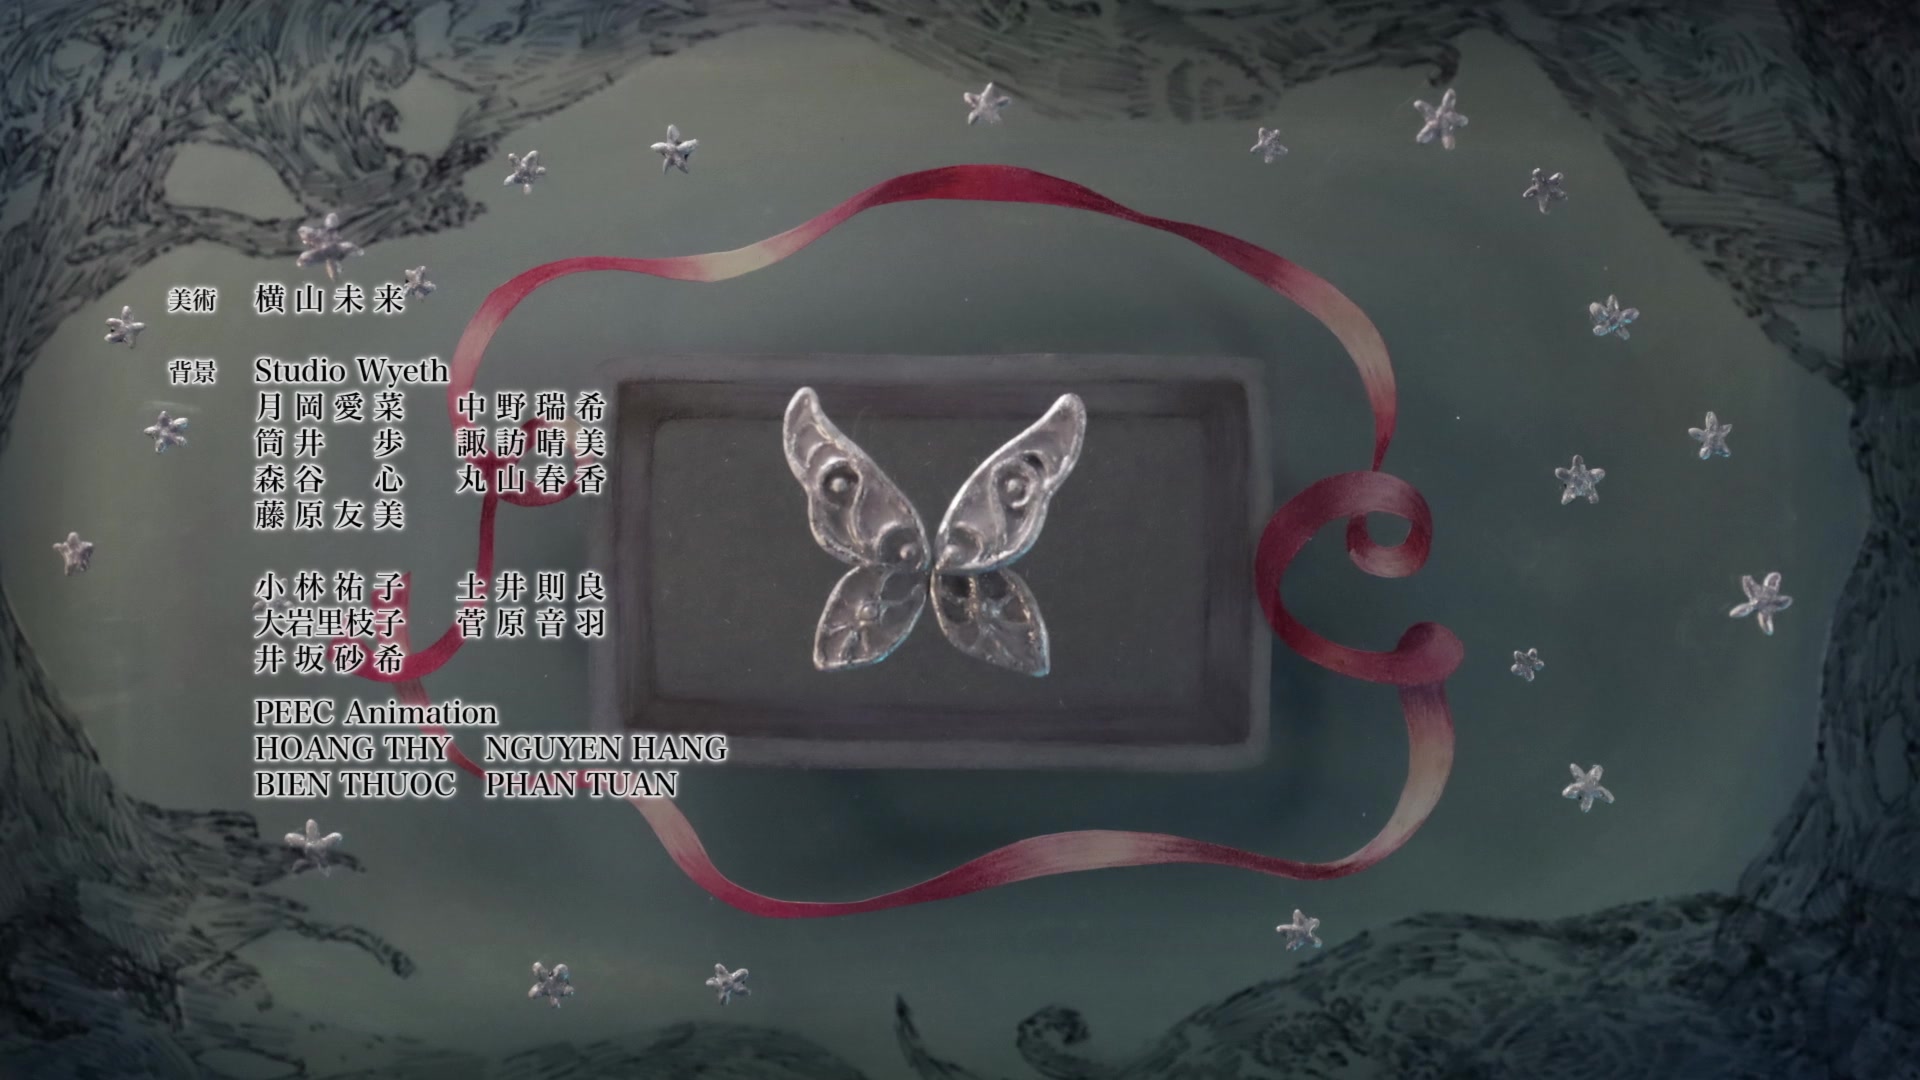 美術 横山未来
背景 Studio Wyeth
月岡愛菜 中野瑞希
筒井 歩 諏訪晴美
森谷 心 丸山春香
藤原友美
小林祐子 土井則良
大岩里枝子 菅原音羽
井坂砂希
PEEC Animation
HOANG THY NGUYEN HANG
BIEN THUOC PHAN TUAN